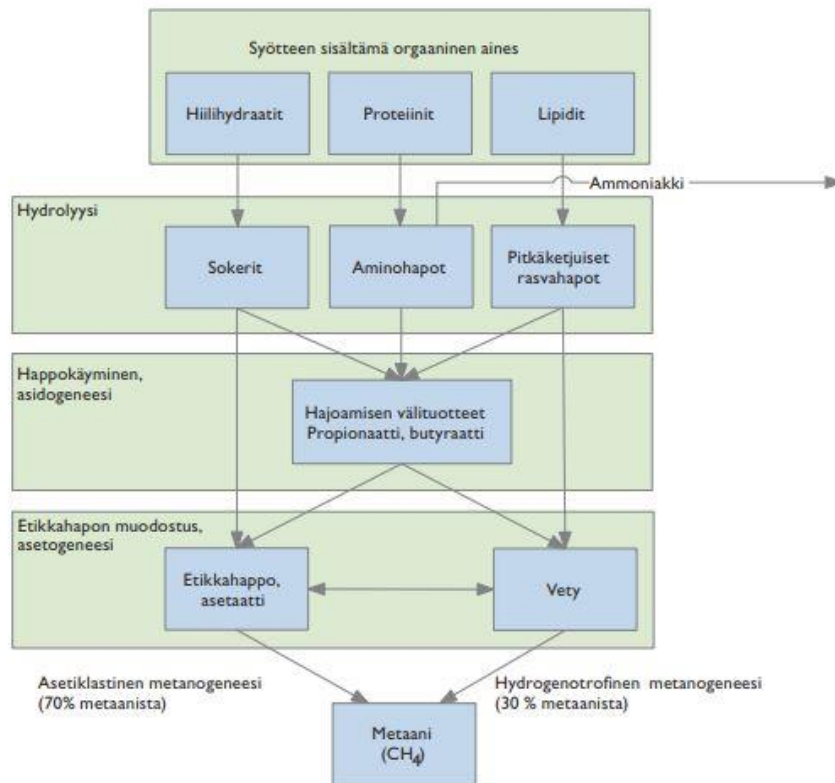 Syötteen sisältämä orgaaninen aines
Hiilihydraatit
Proteiinit
Lipidit
Ammoniakki
Hydrolyysi
Sokerit
Aminohapot
Pitkäketjuiset
rasvahapot
Happokäyminen,
asidogeneesi
Hajoamisen välituotteet
Propionaatti, butyraatti
Etikkahapon muodostus,
asetogeneesi
Etikkahappo,
asetaatti
Vety
Asetiklastinen metanogeneesi
(70% metaanista)
Hydrogenotrofinen metanogeneesi
(30 % metaanista)
Metaani
(CH4)